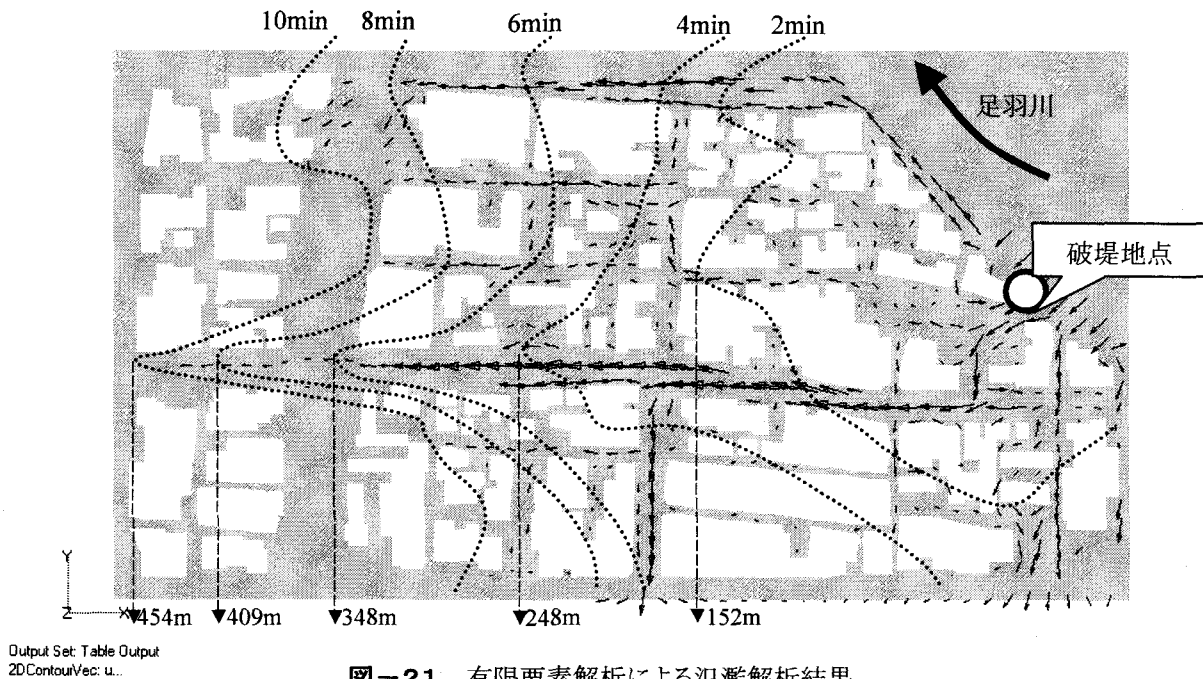 10min 8min 6min 4min 2min
足羽川
破堤地点
Y
Z X
454m 409m 348m 248m 152m
Output Set: Table Output
2DContourVec: u...
図－21 有限要素解析による氾濫解析結果